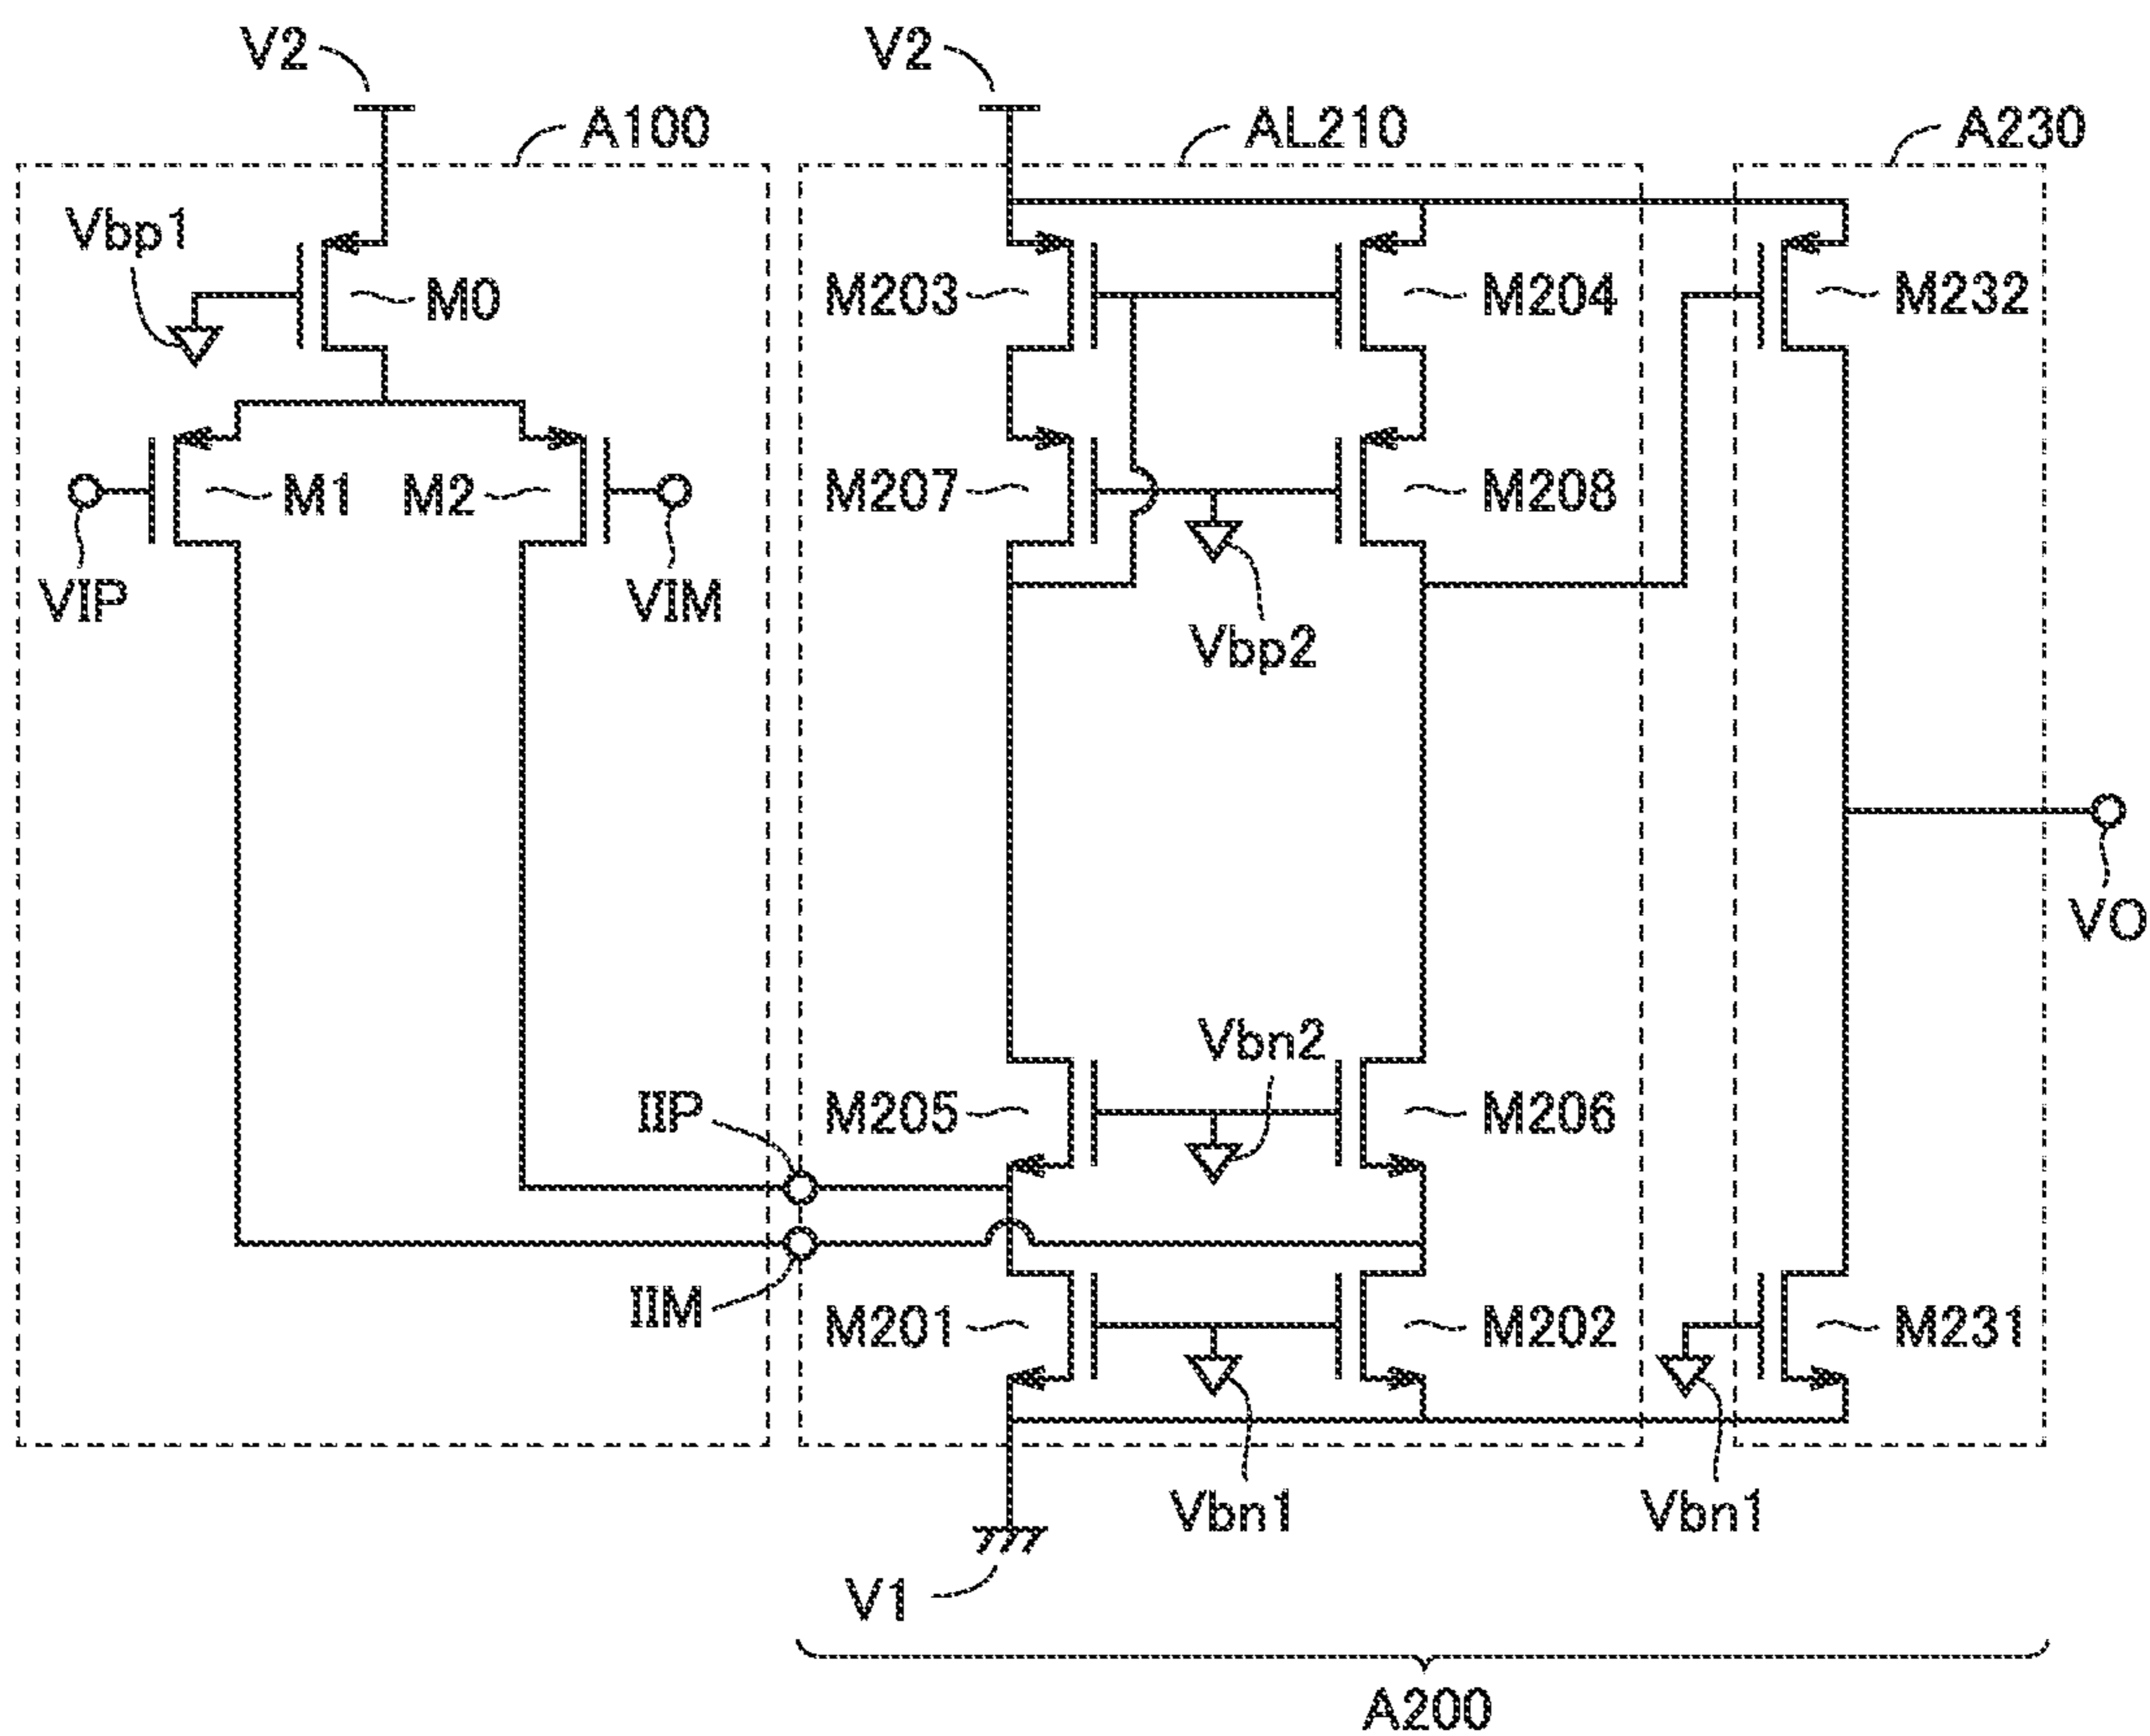 V2
V2
A100
AL210
A230
Vbp1
M0
M203
M204
M232
M1
M2
M207
M208
VIP
VIM
Vbp2
VO
Vbn2
IIP
M205
M206
IIM
M201
M202
M231
Vbn1
Vbn1
V1
A200